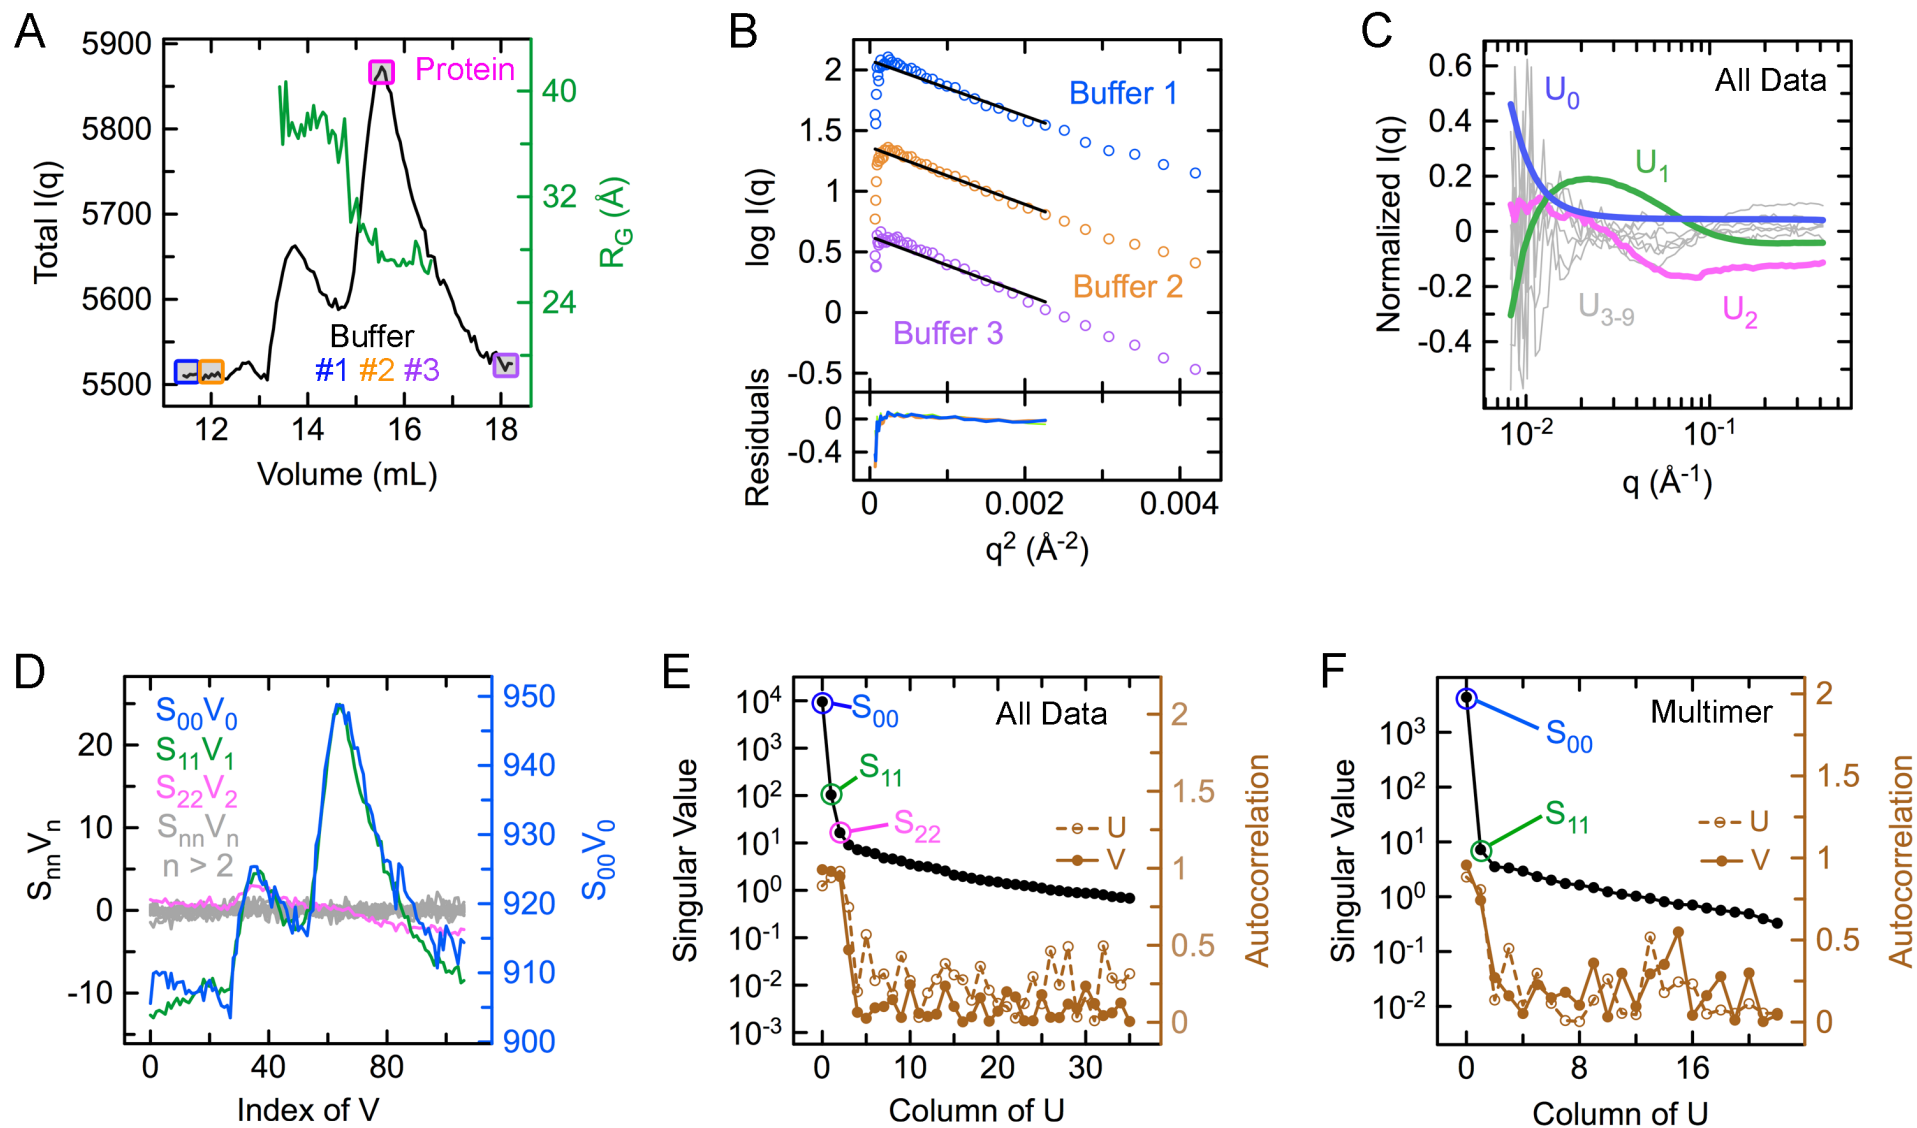 A
5900
5800
5700
5600
5500
Total I(q)
Protein
40
32
24
R_G (Å)
Buffer
#1 #2 #3
12 14 16 18
Volume (mL)
B
2
1.5
1
0.5
0
-0.5
log I(q)
Buffer 1
Buffer 2
Buffer 3
0
-0.4
Residuals
0 0.002 0.004
q² (Å⁻²)
C
0.6
0.4
0.2
0
-0.2
-0.4
Normalized I(q)
All Data
U₀
U₁
U₃₋₉
U₂
10⁻² 10⁻¹
q (Å⁻¹)
D
20
10
0
-10
SₙₙVₙ
S₀₀V₀
S₁₁V₁
S₂₂V₂
SₙₙVₙ
n > 2
950
940
930
920
910
900
S₀₀V₀
0 40 80
Index of V
E
10⁴
10³
10²
10¹
10⁰
10⁻¹
10⁻²
10⁻³
Singular Value
S₀₀
All Data
S₁₁
S₂₂
U
V
2
1.5
1
0.5
0
Autocorrelation
0 10 20 30
Column of U
F
10³
10²
10¹
10⁰
10⁻¹
10⁻²
Singular Value
Multimer
S₀₀
S₁₁
U
V
2
1.5
1
0.5
0
Autocorrelation
0 8 16
Column of U